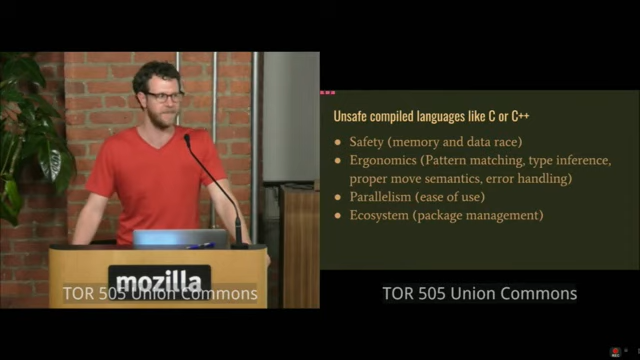 Unsafe compiled languages like C or C++
● Safety (memory and data race)
● Ergonomics (Pattern matching, type inference,
proper move semantics, error handling)
● Parallelism (ease of use)
● Ecosystem (package management)
mozilla
TOR 505 Union Commons
TOR 505 Union Commons